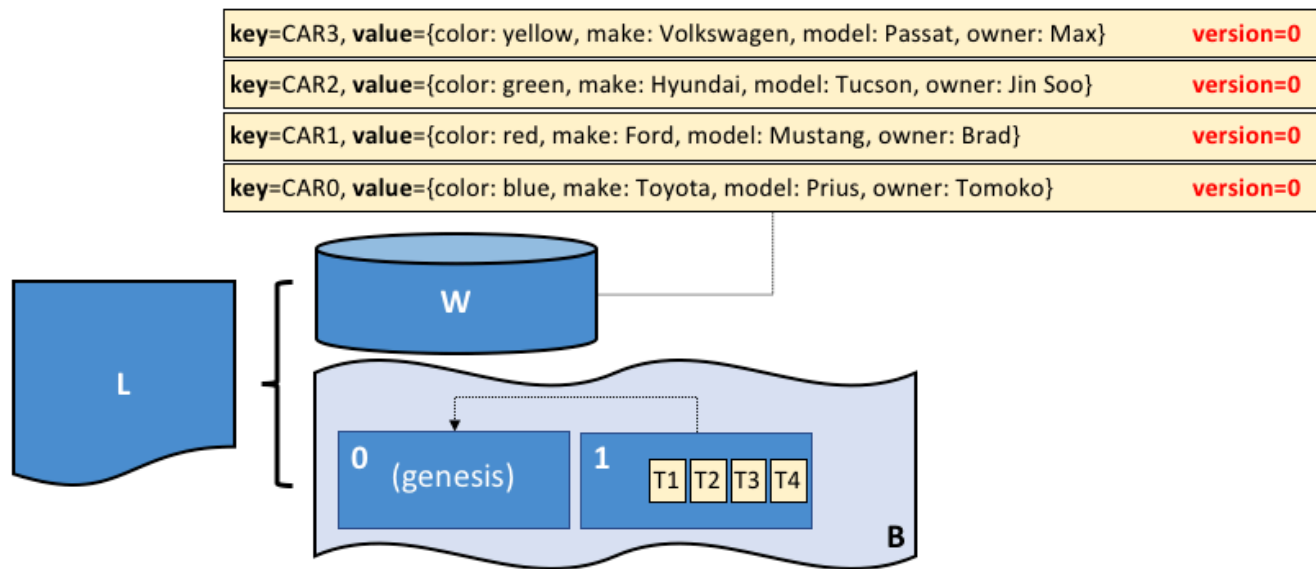 key=CAR3, value={color: yellow, make: Volkswagen, model: Passat, owner: Max} version=0
key=CAR2, value={color: green, make: Hyundai, model: Tucson, owner: Jin Soo} version=0
key=CAR1, value={color: red, make: Ford, model: Mustang, owner: Brad} version=0
key=CAR0, value={color: blue, make: Toyota, model: Prius, owner: Tomoko} version=0
W
L
0
(genesis)
1
T1 T2 T3 T4
B